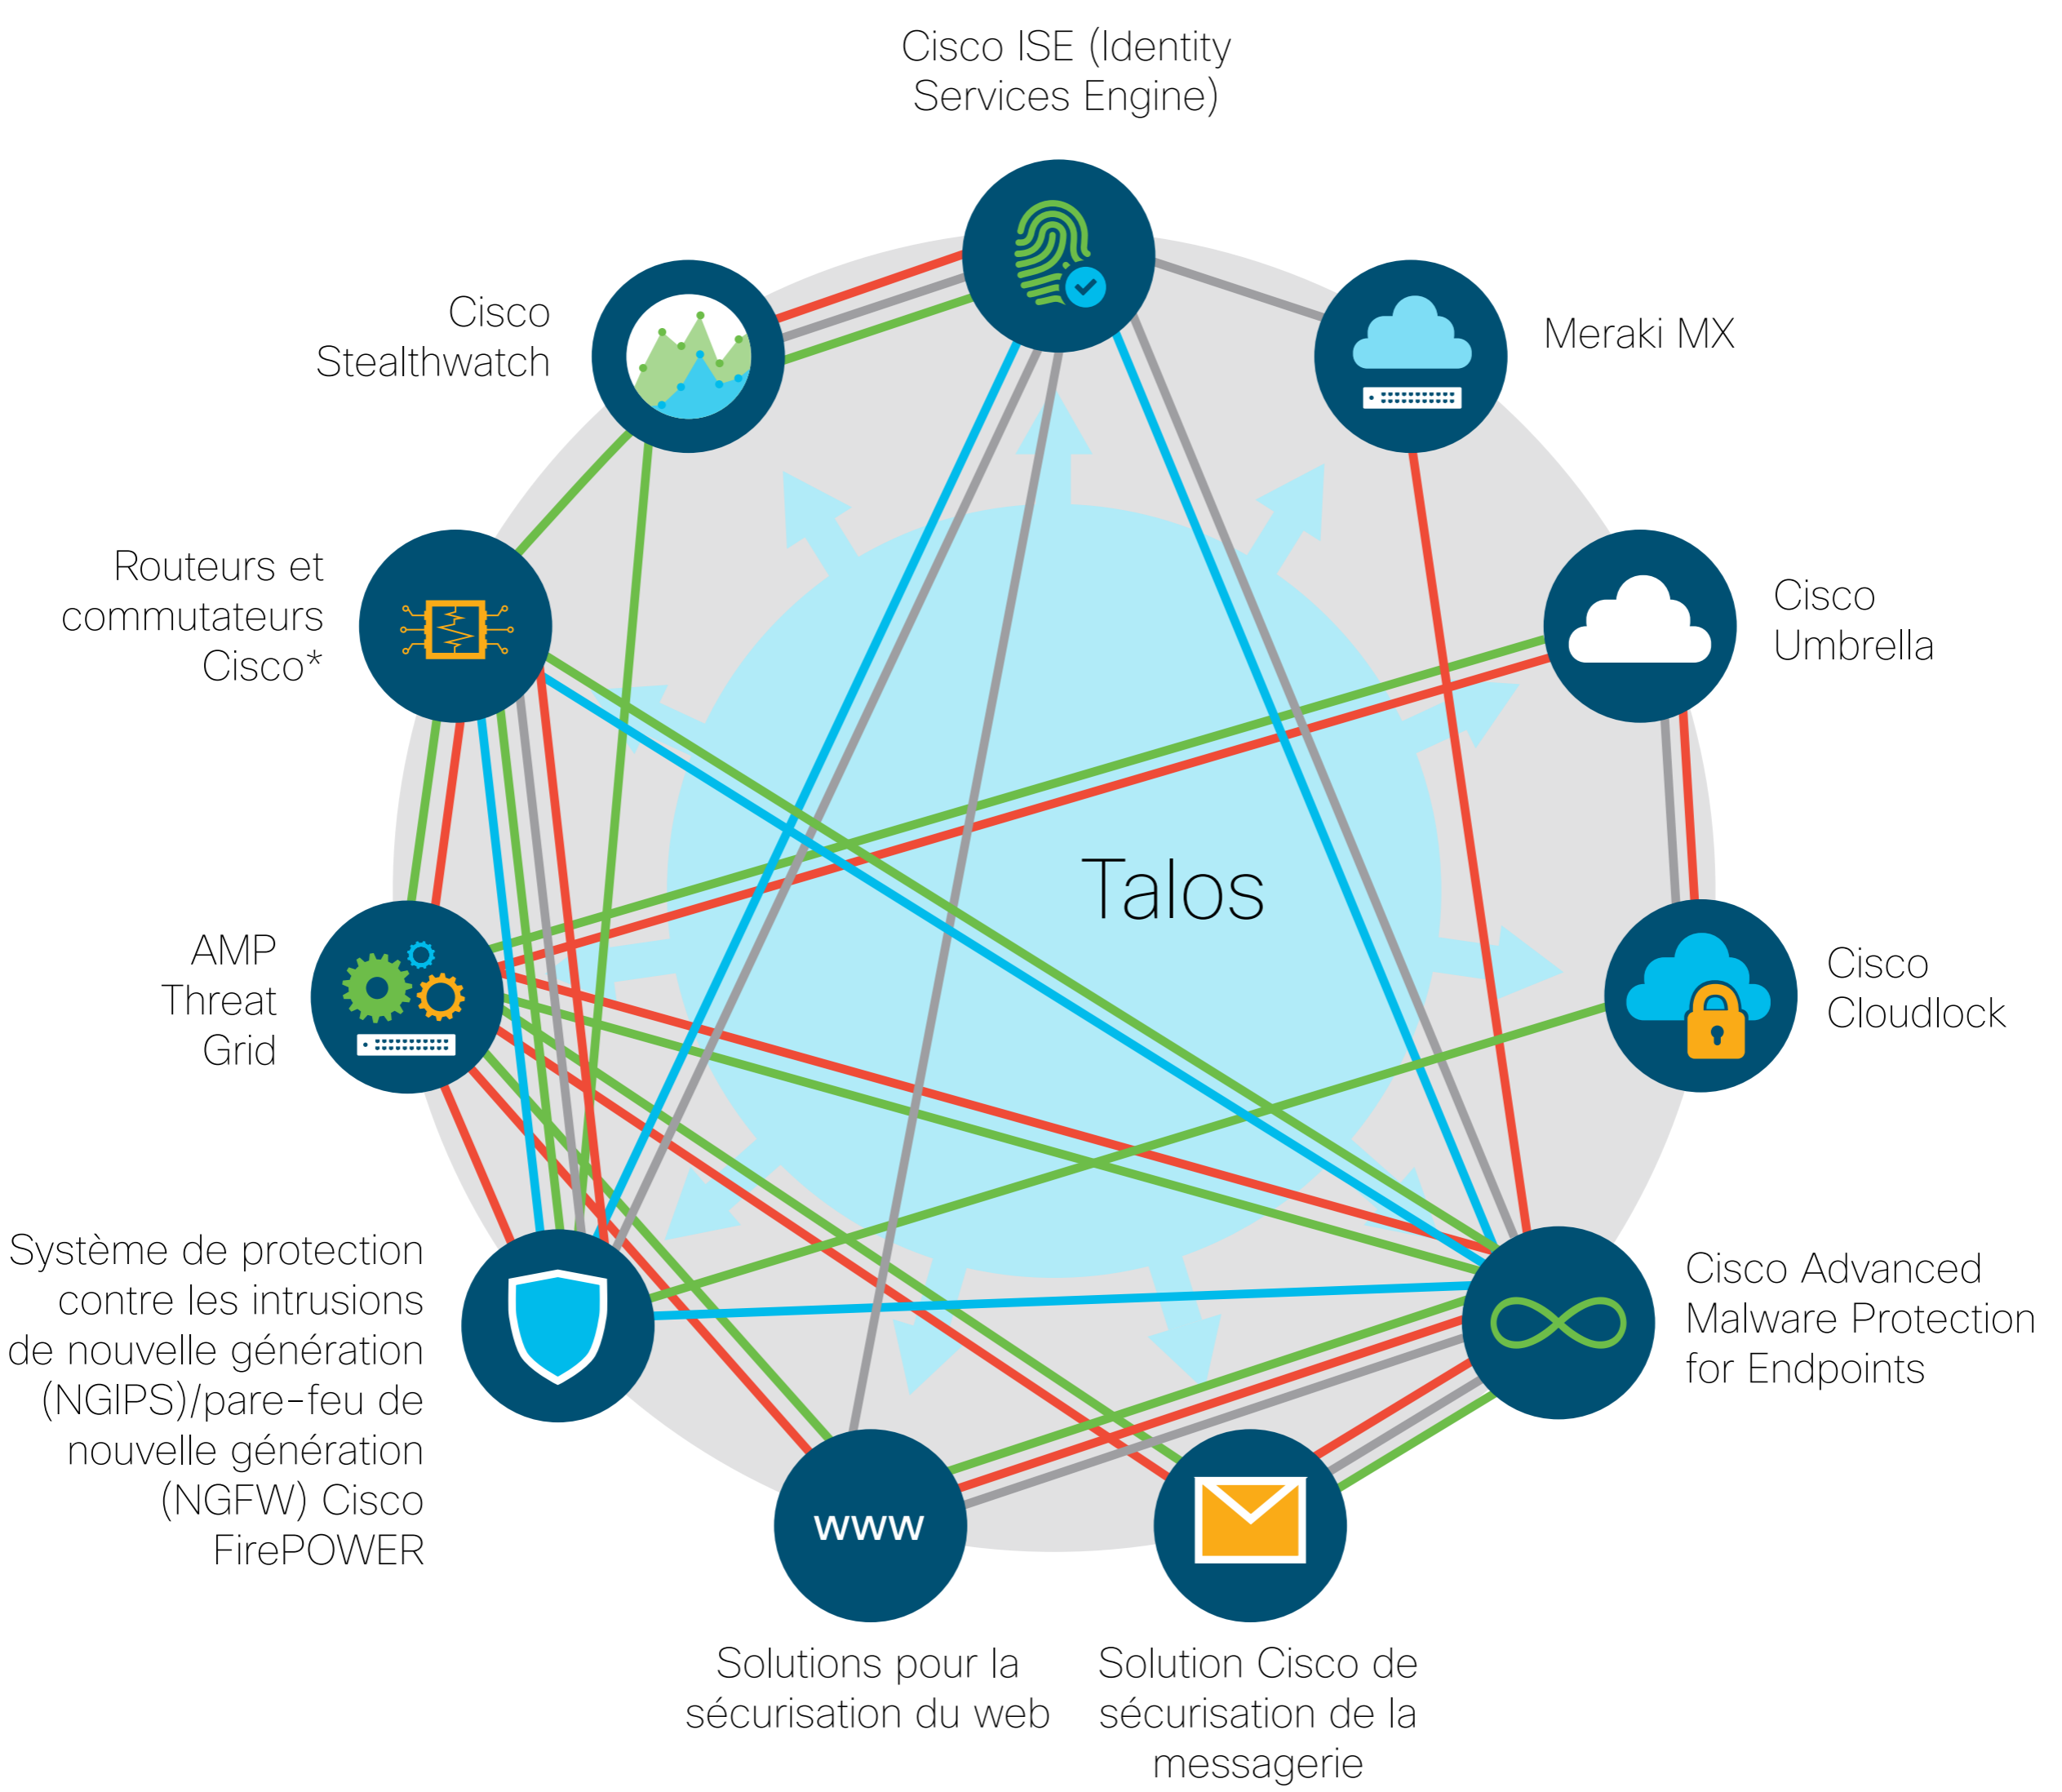 Cisco ISE (Identity
Services Engine)
Cisco
Stealthwatch
Meraki MX
Routeurs et
commutateurs
Cisco*
Cisco
Umbrella
Talos
AMP
Threat
Grid
Cisco
Cloudlock
Système de protection
contre les intrusions
de nouvelle génération
(NGIPS)/pare-feu de
nouvelle génération
(NGFW) Cisco
FirePOWER
Cisco Advanced
Malware Protection
for Endpoints
www
Solutions pour la
sécurisation du web
Solution Cisco de
sécurisation de la
messagerie